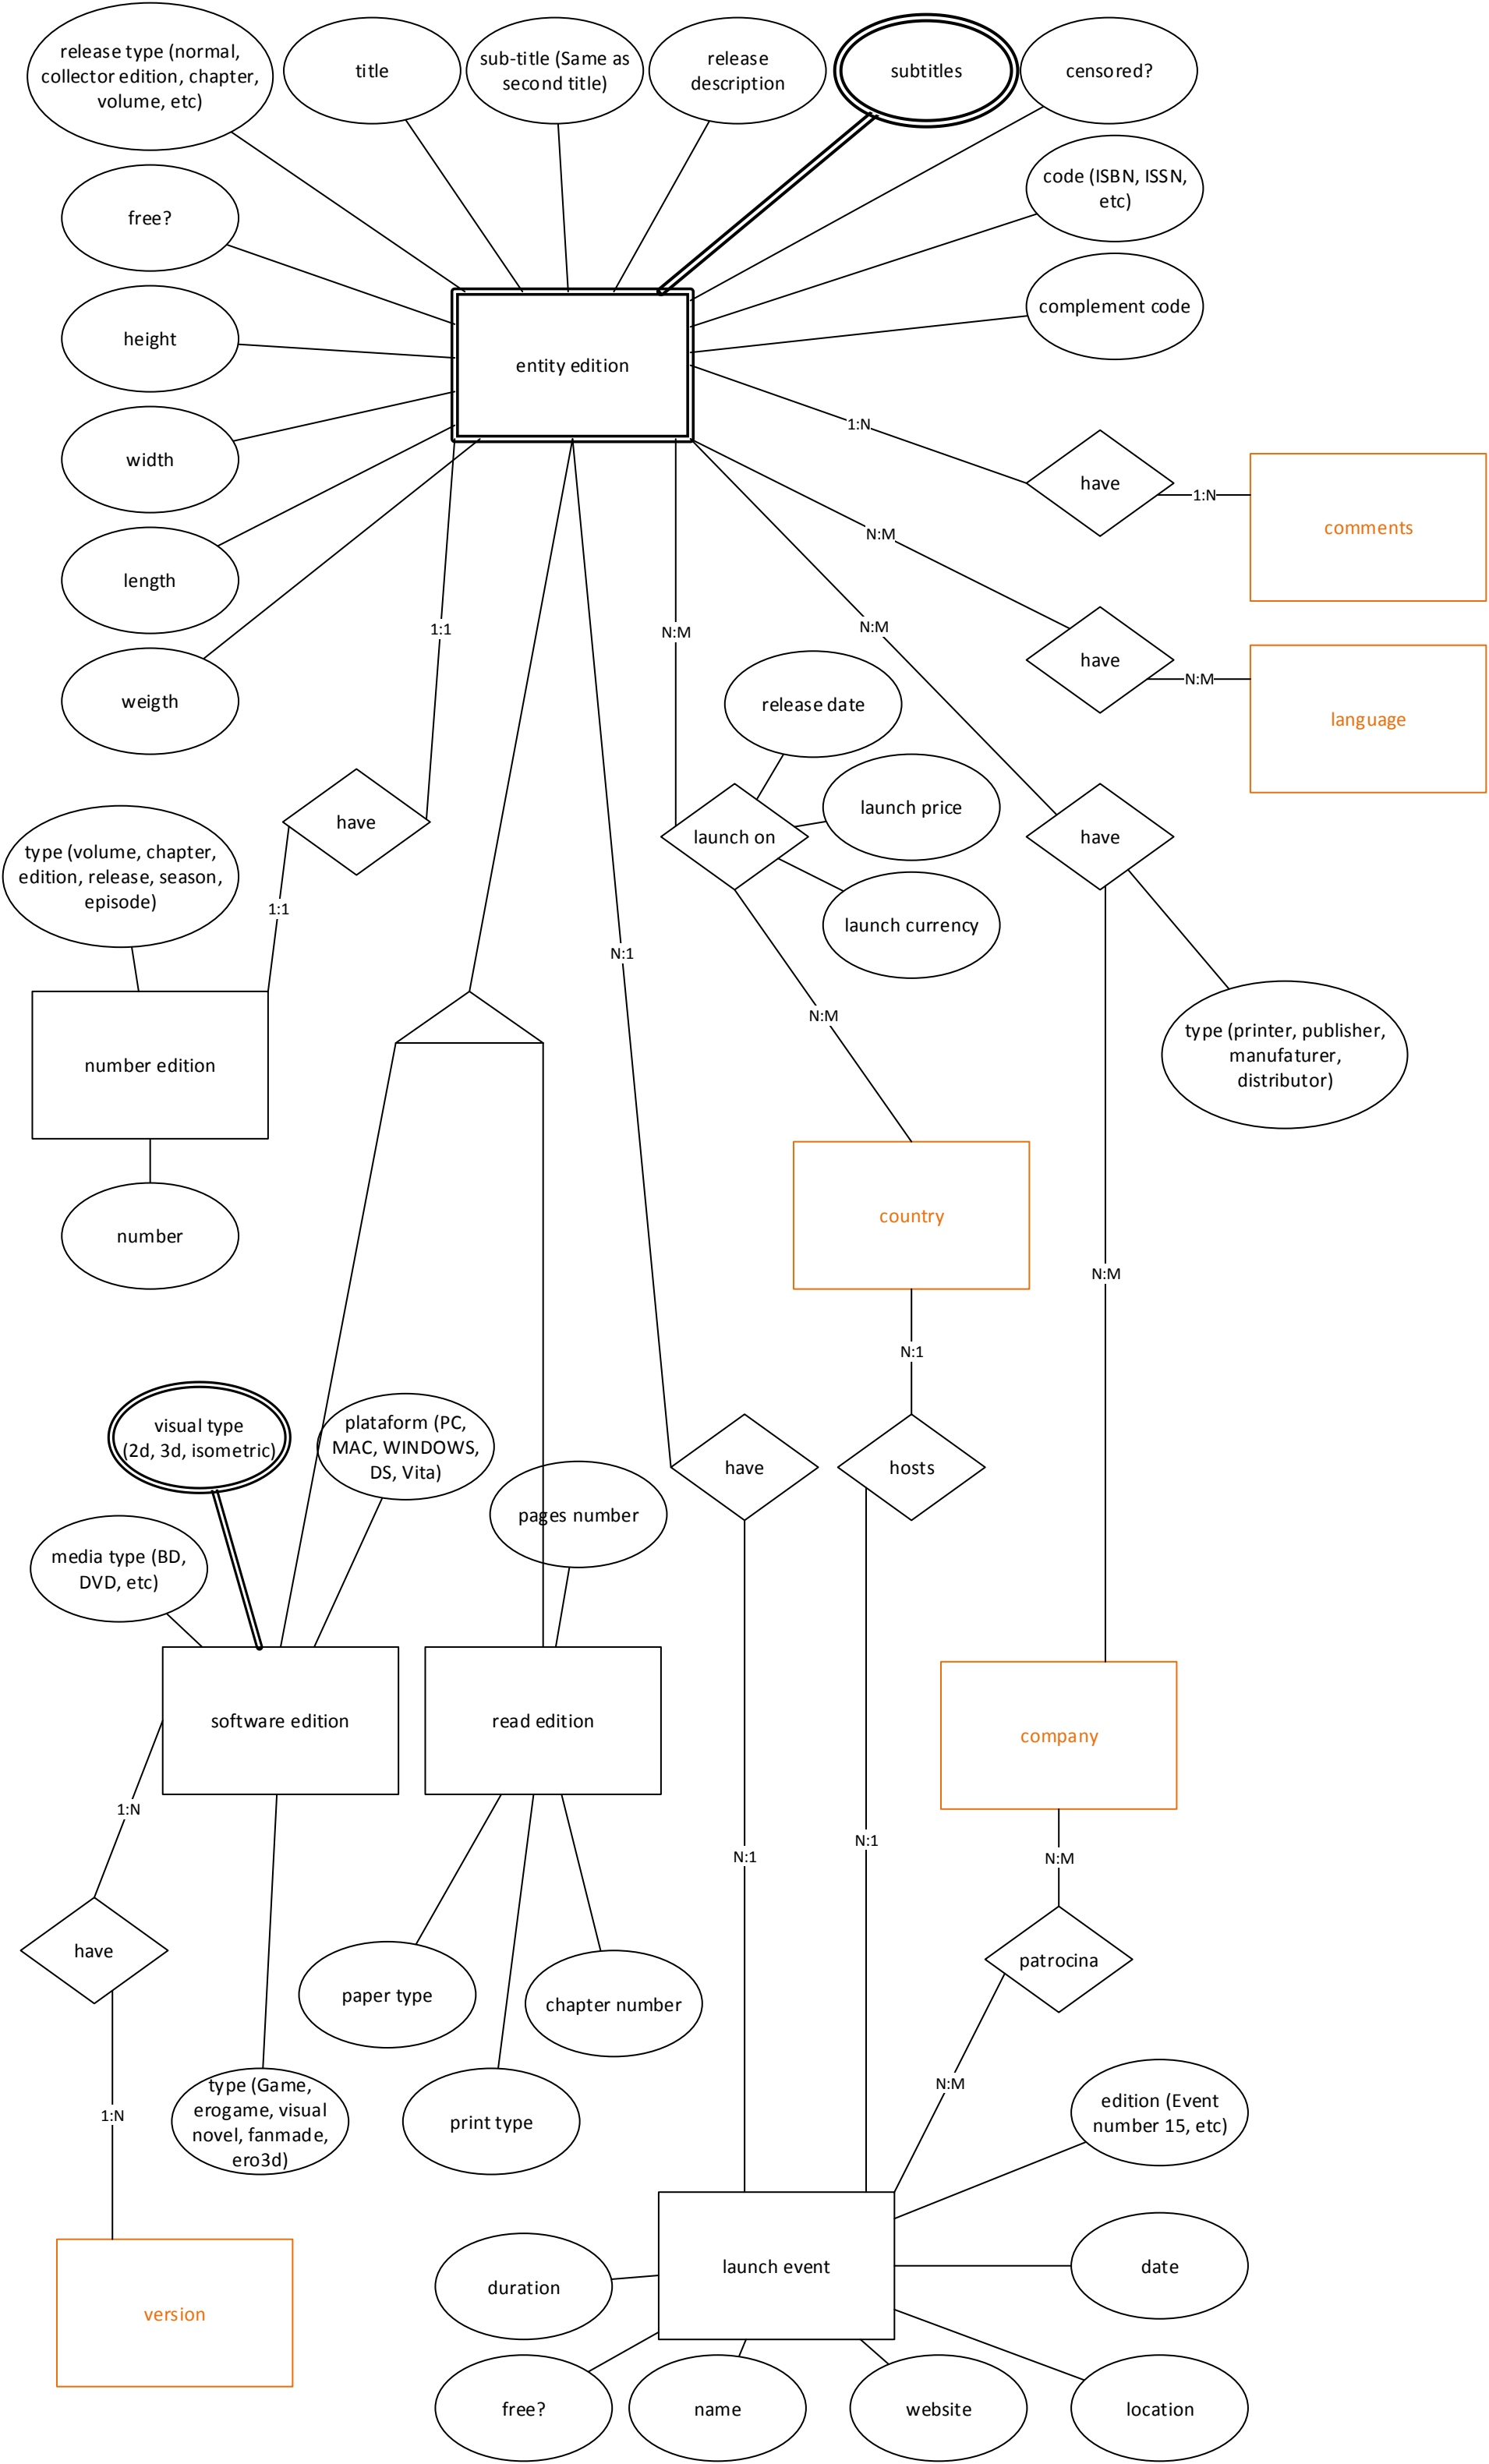 release type (normal,
collector edition, chapter,
volume, etc)
title
sub-title (Same as
second title)
release
description
subtitles
censored?
code (ISBN, ISSN,
etc)
free?
complement code
height
entity edition
1:N
width
have
1:N
comments
N:M
length
1:1
N:M
N:M
have
N:M
language
weigth
release date
launch price
have
launch on
have
type (volume, chapter,
edition, release, season,
episode)
1:1
launch currency
N:1
N:M
type (printer, publisher,
manufaturer,
distributor)
number edition
number
country
N:M
N:1
visual type
(2d, 3d, isometric)
plataform (PC,
MAC, WINDOWS,
DS, Vita)
have
hosts
pages number
media type (BD,
DVD, etc)
software edition
read edition
company
1:N
N:1
N:1
N:M
have
patrocina
paper type
chapter number
N:M
1:N
type (Game,
erogame, visual
novel, fanmade,
ero3d)
print type
edition (Event
number 15, etc)
launch event
date
duration
version
free?
name
website
location